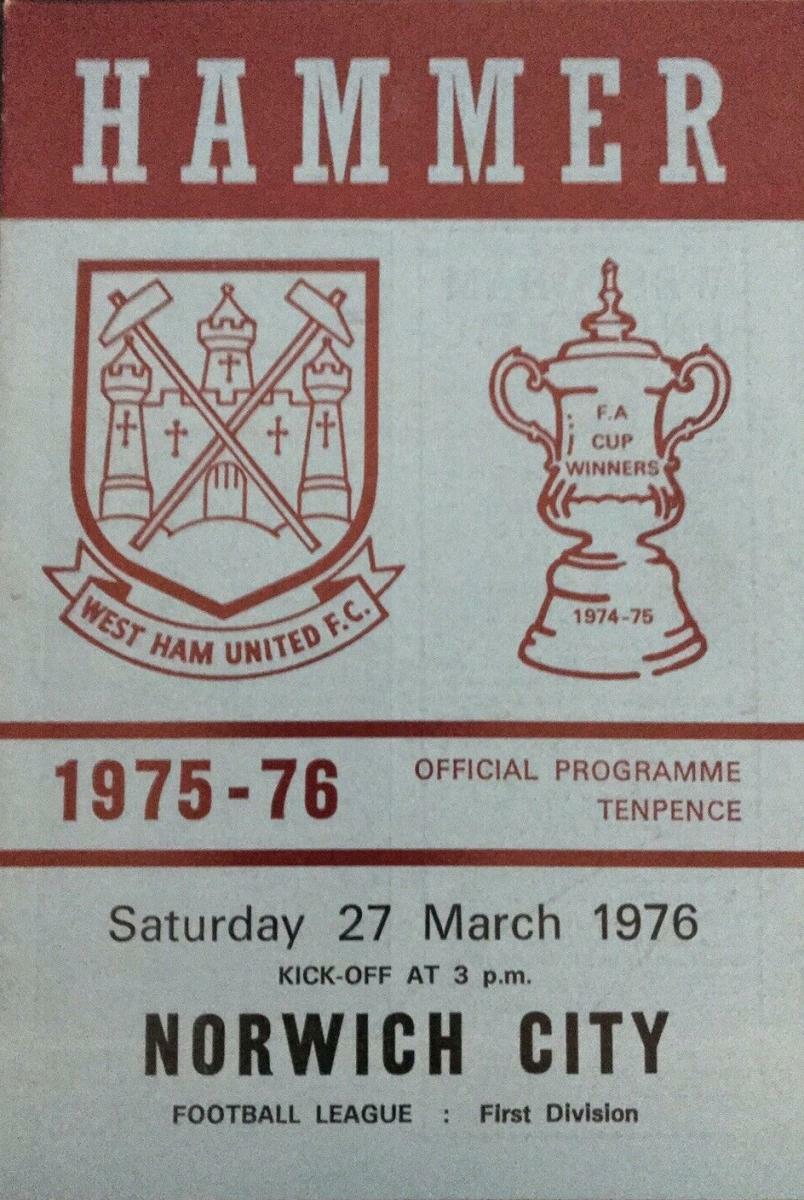 HAMMER
WEST HAM UNITED F.C.
F.A
CUP
WINNERS
1974-75
1975-76
OFFICIAL PROGRAMME
TENPENCE
Saturday 27 March 1976
KICK-OFF AT 3 p.m.
NORWICH CITY
FOOTBALL LEAGUE : First Division